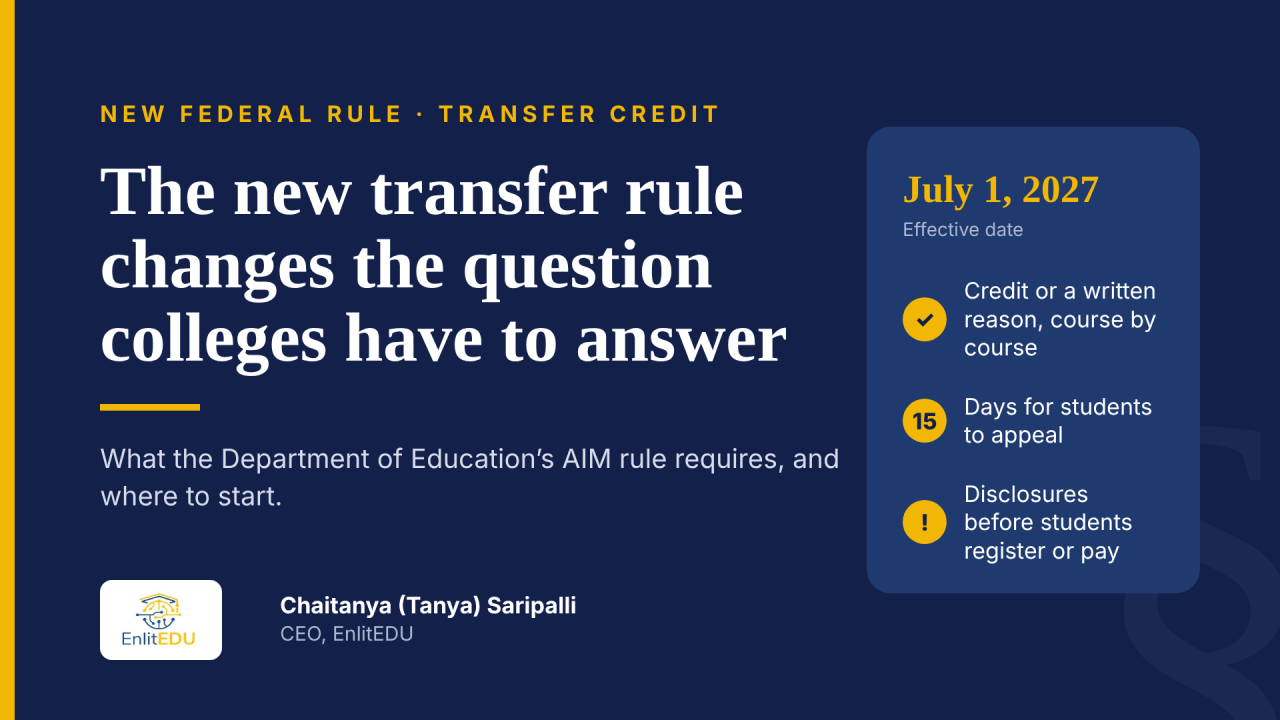 NEW FEDERAL RULE · TRANSFER CREDIT
The new transfer rule
changes the question
colleges have to answer
What the Department of Education’s AIM rule requires, and
where to start.
EnlitEDU
Chaitanya (Tanya) Saripalli
CEO, EnlitEDU
July 1, 2027
Effective date
Credit or a written
reason, course by
course
15
Days for students
to appeal
!
Disclosures
before students
register or pay
§